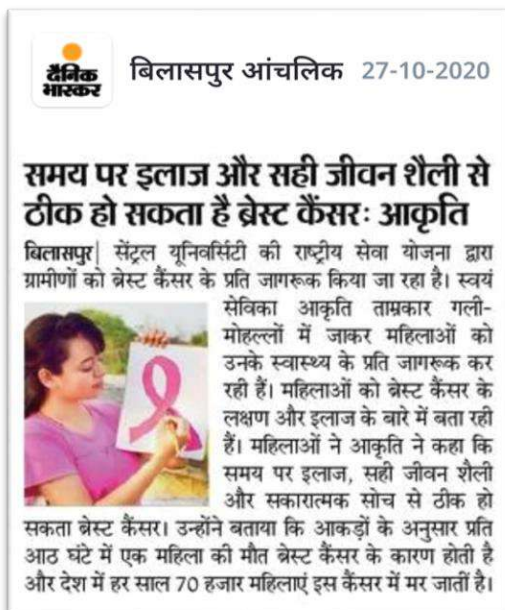 दैनिक
भास्कर
बिलासपुर आंचलिक 27-10-2020
समय पर इलाज और सही जीवन शैली से
ठीक हो सकता है ब्रेस्ट कैंसरः आकृति
बिलासपुर| सेंट्रल यूनिवर्सिटी की राष्ट्रीय सेवा योजना द्वारा
ग्रामीणों को ब्रेस्ट कैंसर के प्रति जागरूक किया जा रहा है। स्वयं
सेविका आकृति ताम्रकार गली-
मोहल्लों में जाकर महिलाओं को
उनके स्वास्थ्य के प्रति जागरूक कर
रही हैं। महिलाओं को ब्रेस्ट कैंसर के
लक्षण और इलाज के बारे में बता रही
हैं। महिलाओं ने आकृति ने कहा कि
समय पर इलाज, सही जीवन शैली
और सकारात्मक सोच से ठीक हो
सकता ब्रेस्ट कैंसर। उन्होंने बताया कि आकड़ों के अनुसार प्रति
आठ घंटे में एक महिला की मौत ब्रेस्ट कैंसर के कारण होती है
और देश में हर साल 70 हजार महिलाएं इस कैंसर में मर जातीं है।